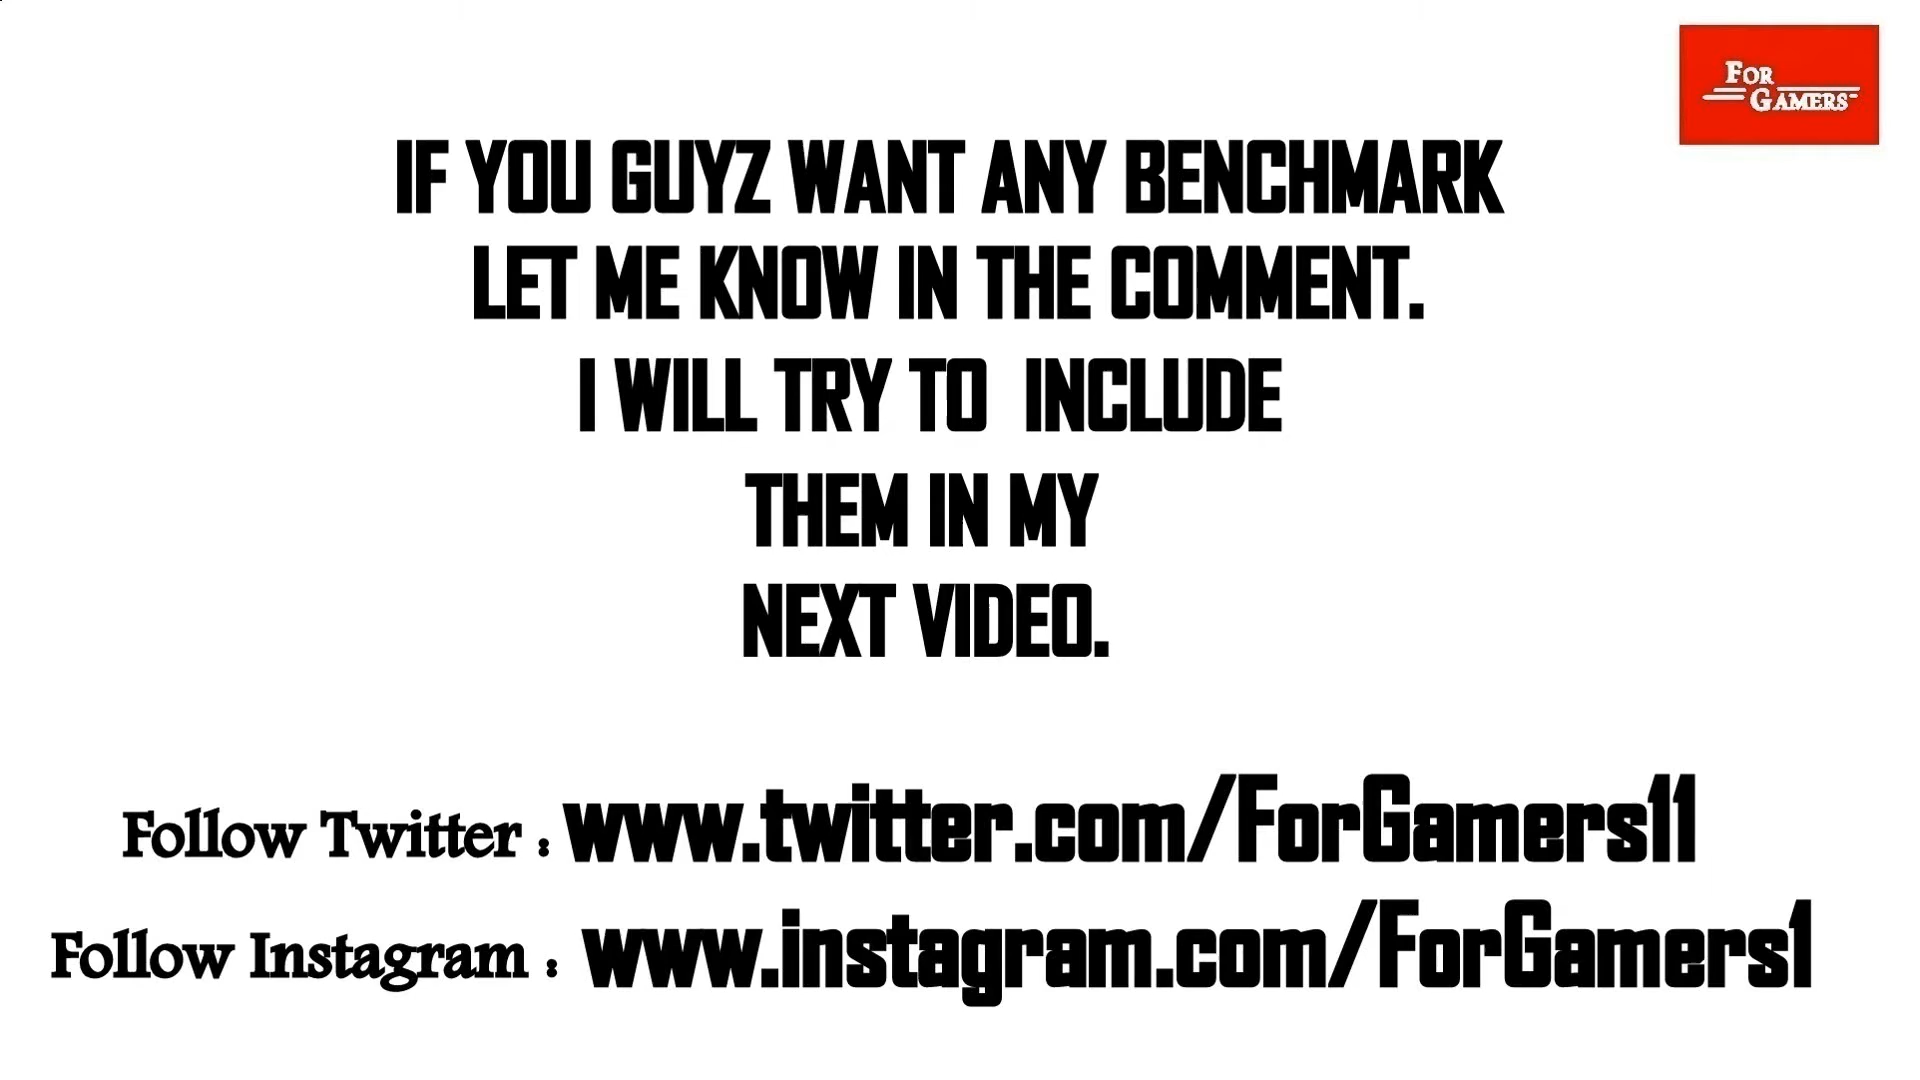 FOR
GAMERS
IF YOU GUYZ WANT ANY BENCHMARK
LET ME KNOW IN THE COMMENT.
I WILL TRY TO INCLUDE
THEM IN MY
NEXT VIDEO.
Follow Twitter : www.twitter.com/ForGamers11
Follow Instagram : www.instagram.com/ForGamers1